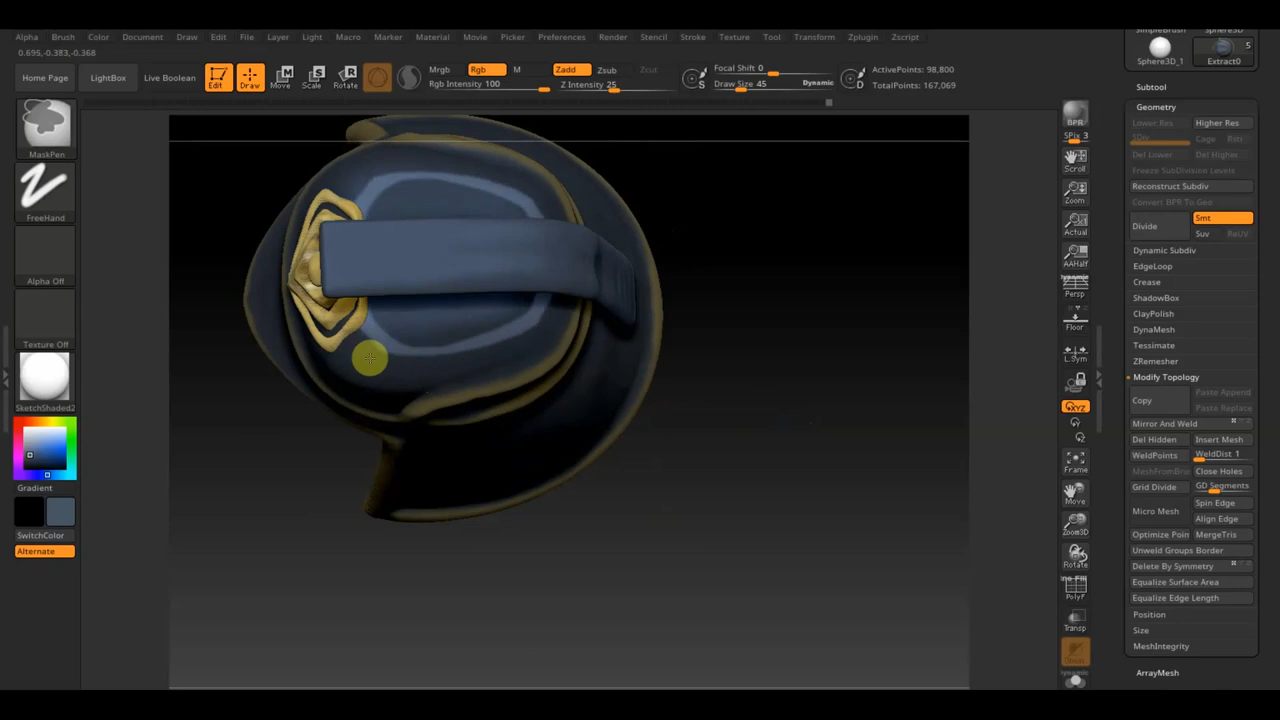 SimpleBrush Sphere3D
Alpha Brush Color Document Draw Edit File Layer Light Macro Marker Material Movie Picker Preferences Render Stencil Stroke Texture Tool Transform Zplugin Zscript
0.695,-0.383,-0.368
5
Sphere3D_1 Extract0
Home Page LightBox Live Boolean Edit Draw Move Scale Rotate
Mrgb Rgb M Zadd Zsub Zcut
Rgb Intensity 100 Z Intensity 25
S Focal Shift 0
Draw Size 45 Dynamic
D ActivePoints: 98,800
TotalPoints: 167,069
MaskPen
FreeHand
Alpha Off
Texture Off
SketchShaded2
Gradient
SwitchColor
Alternate
BPR
SPix 3
Scroll
Zoom
Actual
AAHalf
Dynamic
Persp
Floor
L.Sym
XYZ
Frame
Move
Zoom3D
Rotate
PolyF
Transp
Dynamic
Subtool
Geometry
Lower Res Higher Res
SDiv Cage Rstr
Del Lower Del Higher
Freeze SubDivision Levels
Reconstruct Subdiv
Convert BPR To Geo
Divide Smt
Suv ReUV
Dynamic Subdiv
EdgeLoop
Crease
ShadowBox
ClayPolish
DynaMesh
Tessimate
ZRemesher
Modify Topology
Copy Paste Append
Paste Replace
Mirror And Weld
Del Hidden Insert Mesh
WeldPoints WeldDist 1
MeshFromBru Close Holes
Grid Divide GD Segments
Micro Mesh Spin Edge
Align Edge
Optimize Poin MergeTris
Unweld Groups Border
Delete By Symmetry
Equalize Surface Area
Equalize Edge Length
Position
Size
MeshIntegrity
ArrayMesh